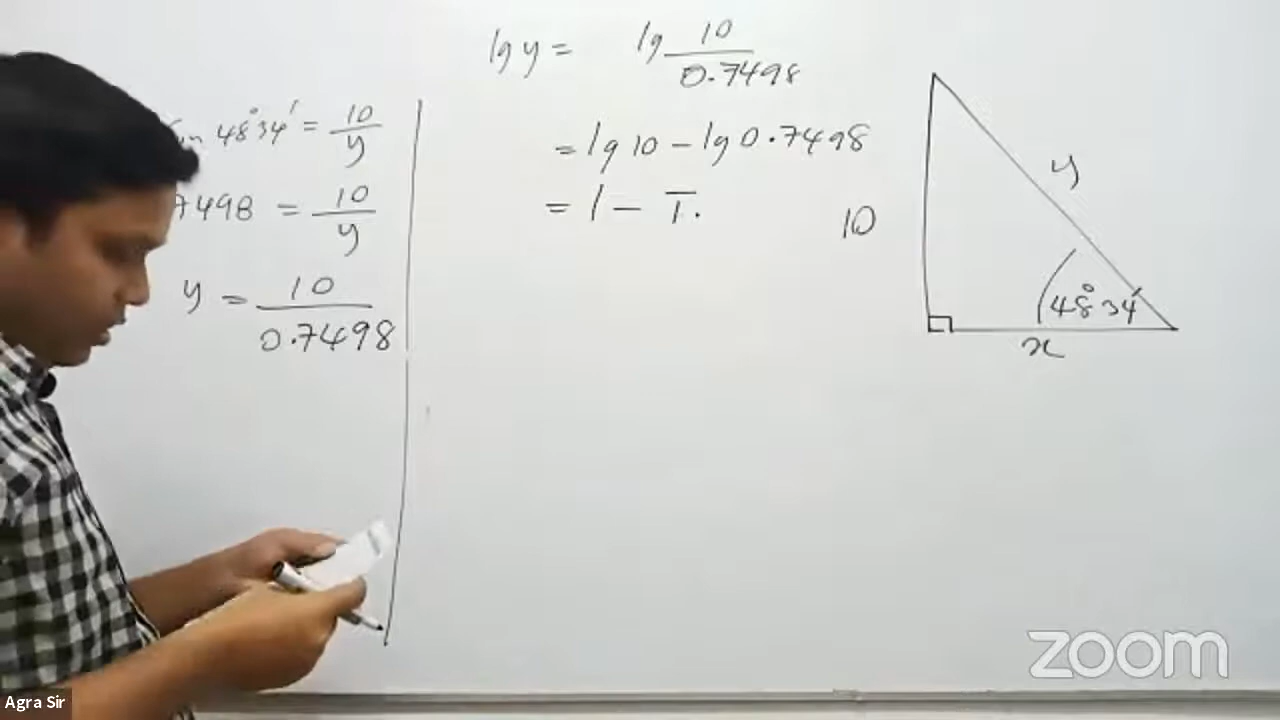 48°34' = 10/y
7498 = 10/y
y = 10/0.7498
lg y = lg 10/0.7498
= lg 10 - lg 0.7498
= 1 - 1̅.
10
y
48°34'
x
zoom
Agra Sir